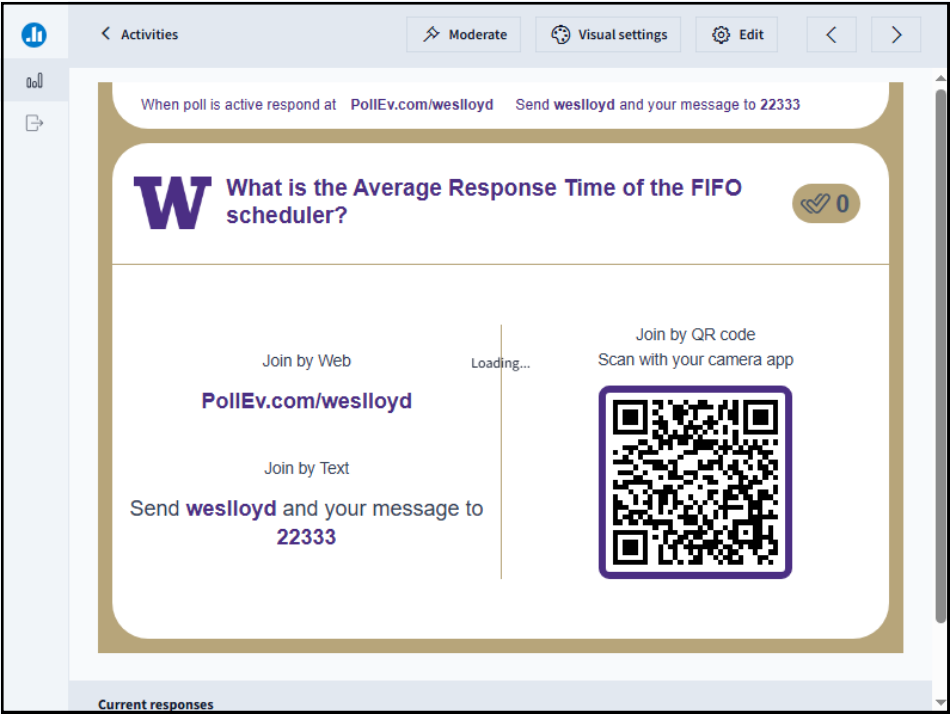 Activities
Moderate
Visual settings
Edit
When poll is active respond at PollEv.com/weslloyd Send weslloyd and your message to 22333
W
What is the Average Response Time of the FIFO
scheduler?
0
Join by Web
PollEv.com/weslloyd
Join by Text
Send weslloyd and your message to
22333
Loading...
Join by QR code
Scan with your camera app
Current responses